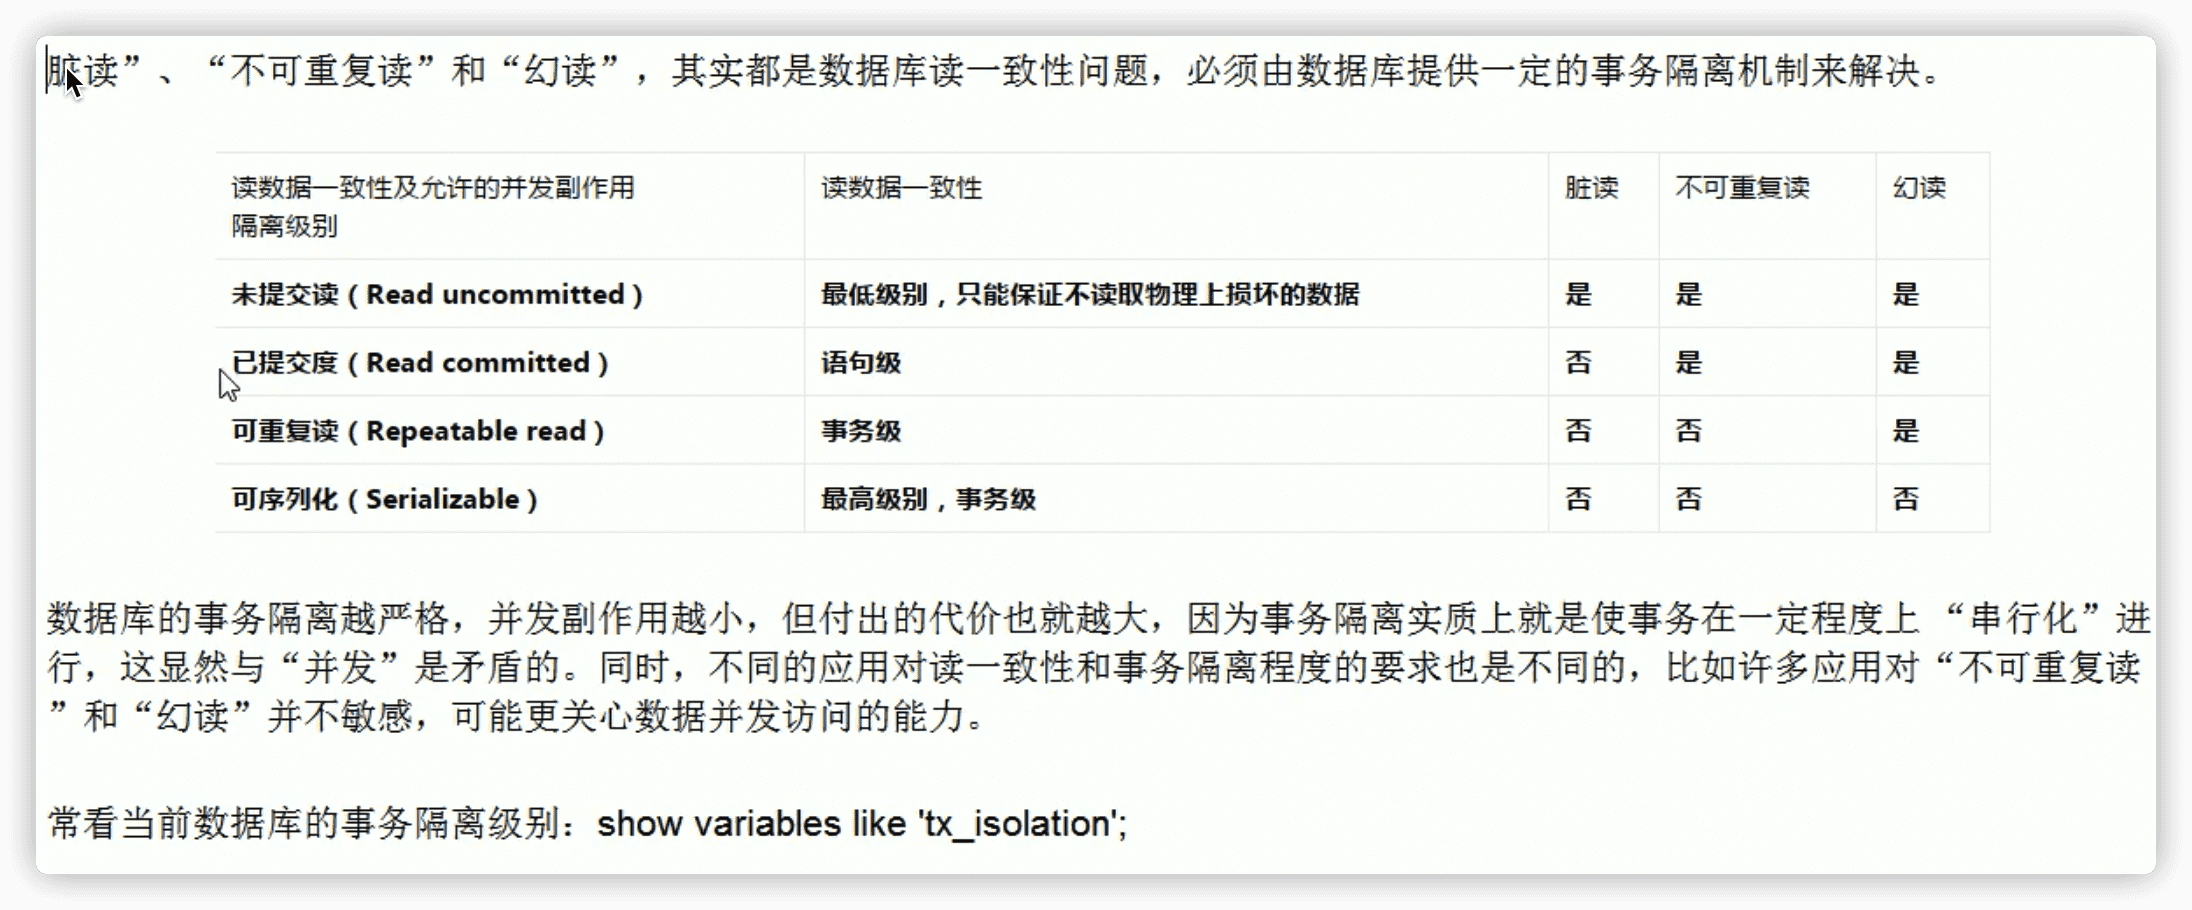 脏读”、“不可重复读”和“幻读”，其实都是数据库读一致性问题，必须由数据库提供一定的事务隔离机制来解决。
读数据一致性及允许的并发副作用 读数据一致性 脏读 不可重复读 幻读
隔离级别
未提交读（Read uncommitted） 最低级别，只能保证不读取物理上损坏的数据 是 是 是
已提交度（Read committed） 语句级 否 是 是
可重复读（Repeatable read） 事务级 否 否 是
可序列化（Serializable） 最高级别，事务级 否 否 否
数据库的事务隔离越严格，并发副作用越小，但付出的代价也就越大，因为事务隔离实质上就是使事务在一定程度上 “串行化”进
行，这显然与“并发”是矛盾的。同时，不同的应用对读一致性和事务隔离程度的要求也是不同的，比如许多应用对“不可重复读
”和“幻读”并不敏感，可能更关心数据并发访问的能力。
常看当前数据库的事务隔离级别：show variables like 'tx_isolation';